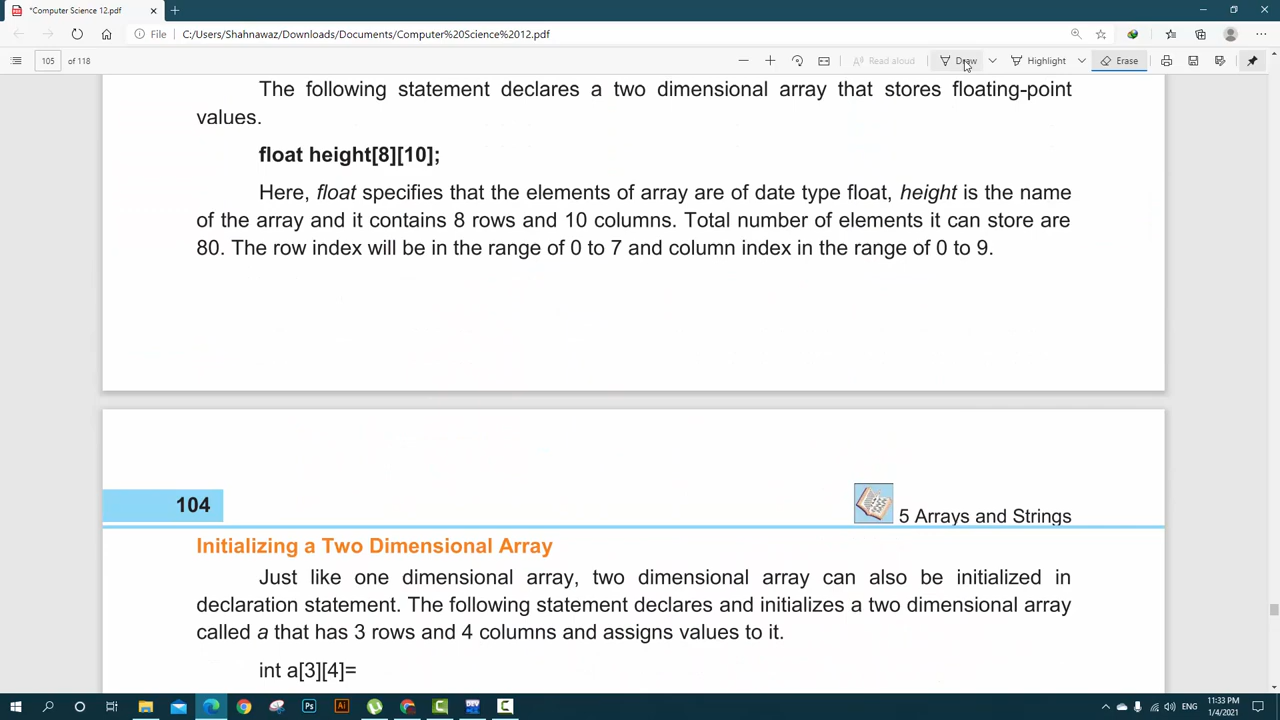 *Computer Science 12.pdf
File C:/Users/Shahnawaz/Downloads/Documents/Computer%20Science%2012.pdf
105 of 118 Read aloud Draw Highlight Erase
The following statement declares a two dimensional array that stores floating-point
values.
float height[8][10];
Here, float specifies that the elements of array are of date type float, height is the name
of the array and it contains 8 rows and 10 columns. Total number of elements it can store are
80. The row index will be in the range of 0 to 7 and column index in the range of 0 to 9.
104
5 Arrays and Strings
Initializing a Two Dimensional Array
Just like one dimensional array, two dimensional array can also be initialized in
declaration statement. The following statement declares and initializes a two dimensional array
called a that has 3 rows and 4 columns and assigns values to it.
int a[3][4]=
Ps Ai ENG 11:33 PM
1/4/2021